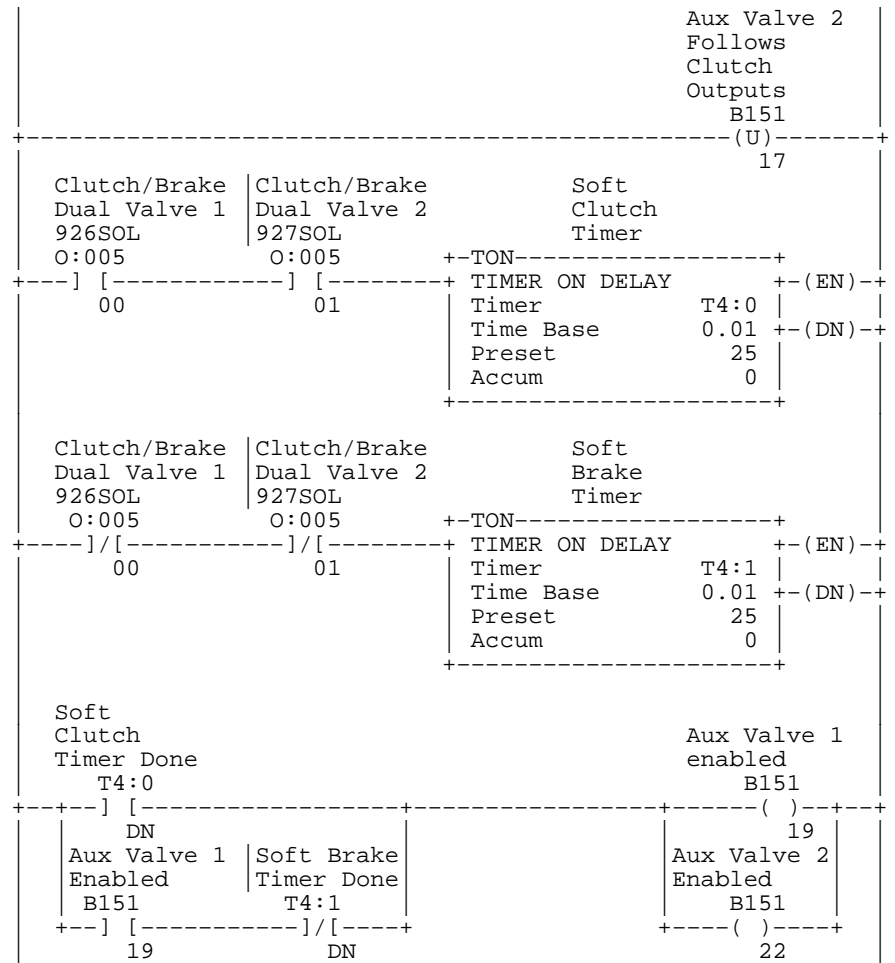 Aux Valve 2
Follows
Clutch
Outputs
B151
(U)
17
Clutch/Brake |Clutch/Brake Soft
Dual Valve 1 |Dual Valve 2 Clutch
926SOL |927SOL Timer
O:005 O:005 +-TON------------------+
+---] [------------] [--------+ TIMER ON DELAY +-(EN)-+
00 01 | Timer T4:0 | |
| Time Base 0.01 +-(DN)-+
| Preset 25 | |
| Accum 0 | |
+----------------------+
Clutch/Brake |Clutch/Brake Soft
Dual Valve 1 |Dual Valve 2 Brake
926SOL |927SOL Timer
O:005 O:005 +-TON------------------+
+----]/[-----------]/[--------+ TIMER ON DELAY +-(EN)-+
00 01 | Timer T4:1 | |
| Time Base 0.01 +-(DN)-+
| Preset 25 | |
| Accum 0 | |
+----------------------+
Soft
Clutch Aux Valve 1
Timer Done enabled
T4:0 B151
+--+--] [------------------+-----------------+------( )--+--+
DN 19
|Aux Valve 1 |Soft Brake| |Aux Valve 2|
|Enabled |Timer Done| |Enabled |
| B151 T4:1 | | B151 |
+--] [-----------]/[----+ +----( )----+
19 DN 22